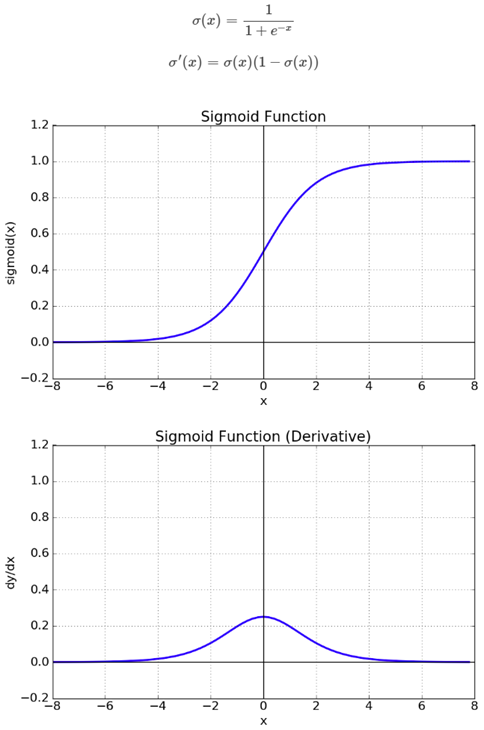 σ(x) = 1 / (1 + e^{−x})
σ′(x) = σ(x)(1 − σ(x))
Sigmoid Function
1.2
1.0
0.8
0.6
0.4
0.2
0.0
−0.2
sigmoid(x)
−8 −6 −4 −2 0 2 4 6 8
x
Sigmoid Function (Derivative)
1.2
1.0
0.8
0.6
0.4
0.2
0.0
−0.2
dy/dx
−8 −6 −4 −2 0 2 4 6 8
x